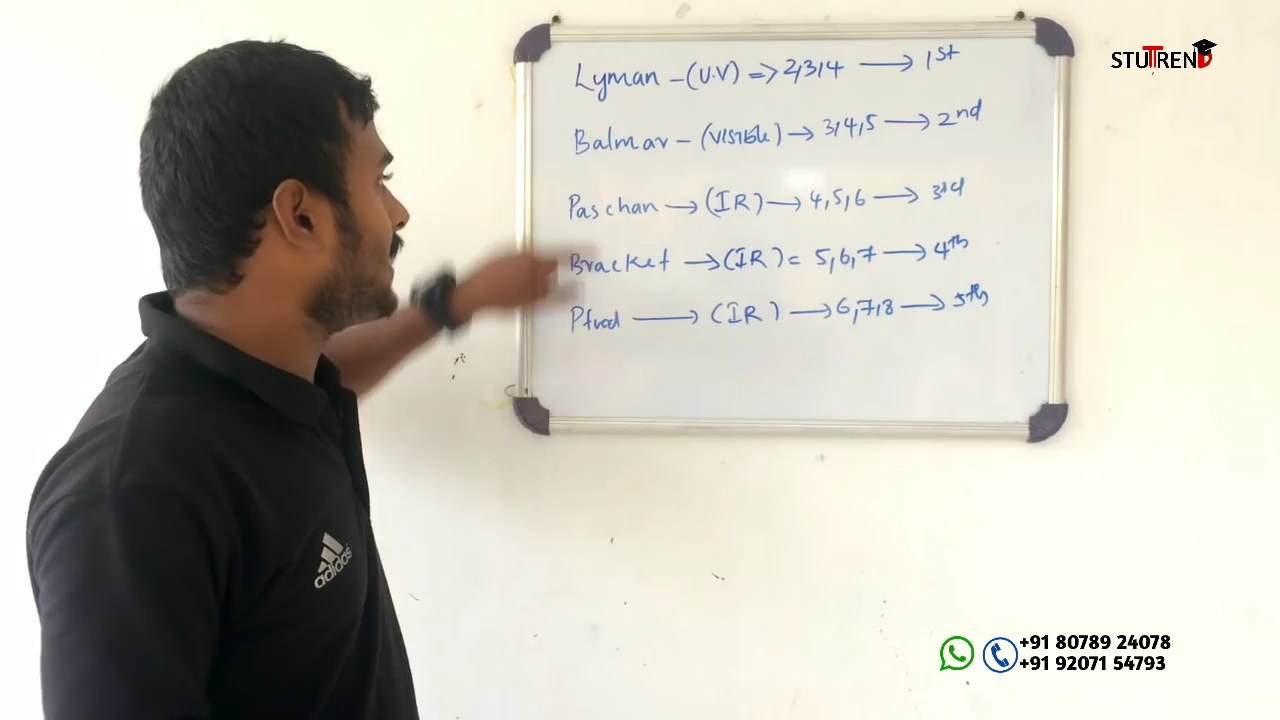 STUTREND
Lyman - (U.V) => 2,3,4 → 1st
Balmar - (visible) → 3,4,5 → 2nd
Paschan → (IR) → 4,5,6 → 3rd
Bracket → (IR) = 5,6,7 → 4th
Pfund → (IR) → 6,7,8 → 5th
adidas
+91 80789 24078
+91 92071 54793